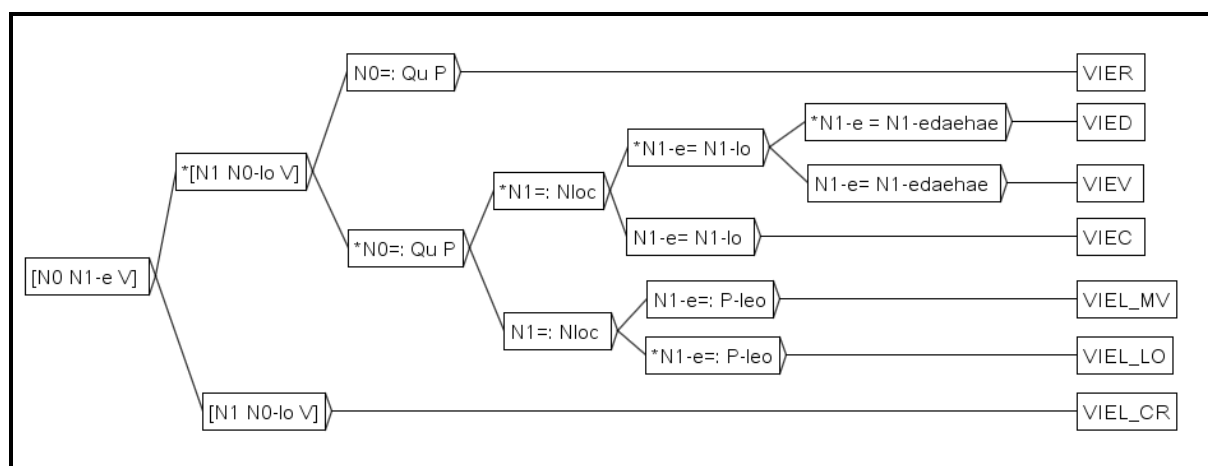 N0=: Qu P
VIER
*N1-e = N1-edaehae
VIED
*N1-e= N1-lo
*[N1 N0-lo V]
N1-e= N1-edaehae
VIEV
*N1=: Nloc
*N0=: Qu P
N1-e= N1-lo
VIEC
[N0 N1-e V]
N1-e=: P-leo
VIEL_MV
N1=: Nloc
*N1-e=: P-leo
VIEL_LO
[N1 N0-lo V]
VIEL_CR